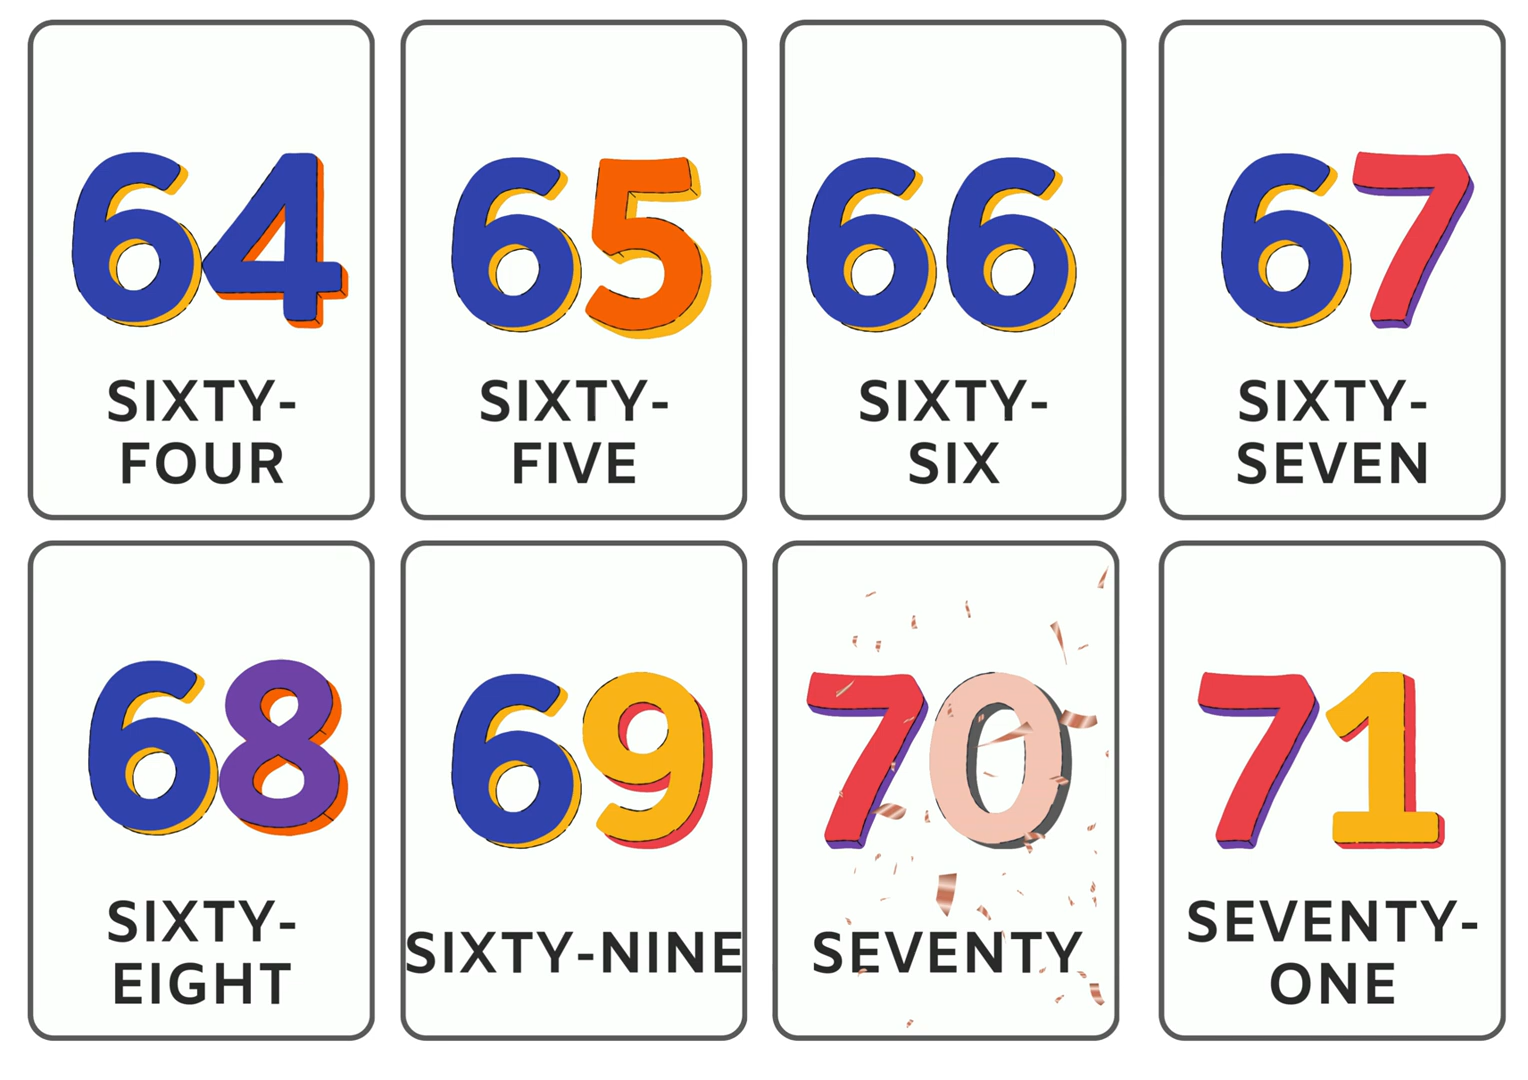 64
SIXTY-
FOUR
65
SIXTY-
FIVE
66
SIXTY-
SIX
67
SIXTY-
SEVEN
68
SIXTY-
EIGHT
69
SIXTY-NINE
70
SEVENTY
71
SEVENTY-
ONE